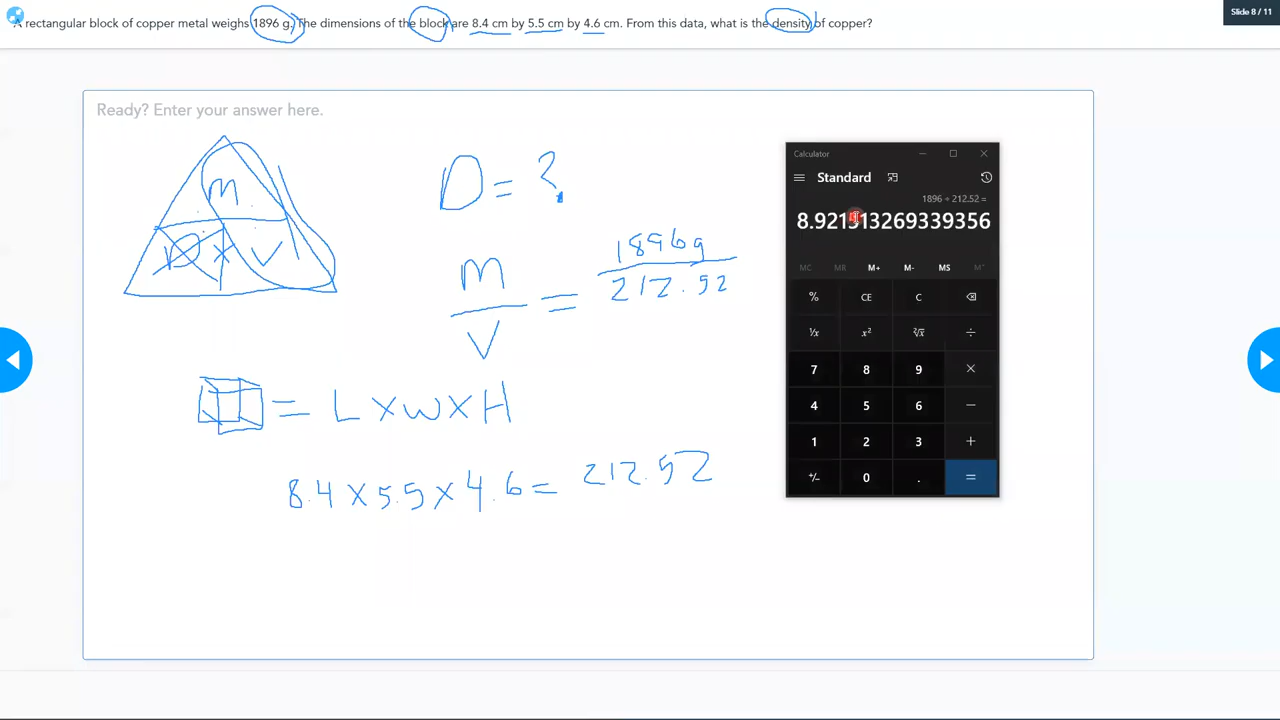 A rectangular block of copper metal weighs 1896 g. The dimensions of the block are 8.4 cm by 5.5 cm by 4.6 cm. From this data, what is the density of copper?
Slide 8 / 11
Ready? Enter your answer here.
m
D x V
D = ?
m
V
=
1896g
212.52
= L x W x H
8.4 x 5.5 x 4.6 = 212.52
Calculator
Standard
1896 ÷ 212.52 =
8.921513269339356
MC MR M+ M- MS M˅
% CE C
¹/x x² ²√x ÷
7 8 9 ×
4 5 6 −
1 2 3 +
+/- 0 . =